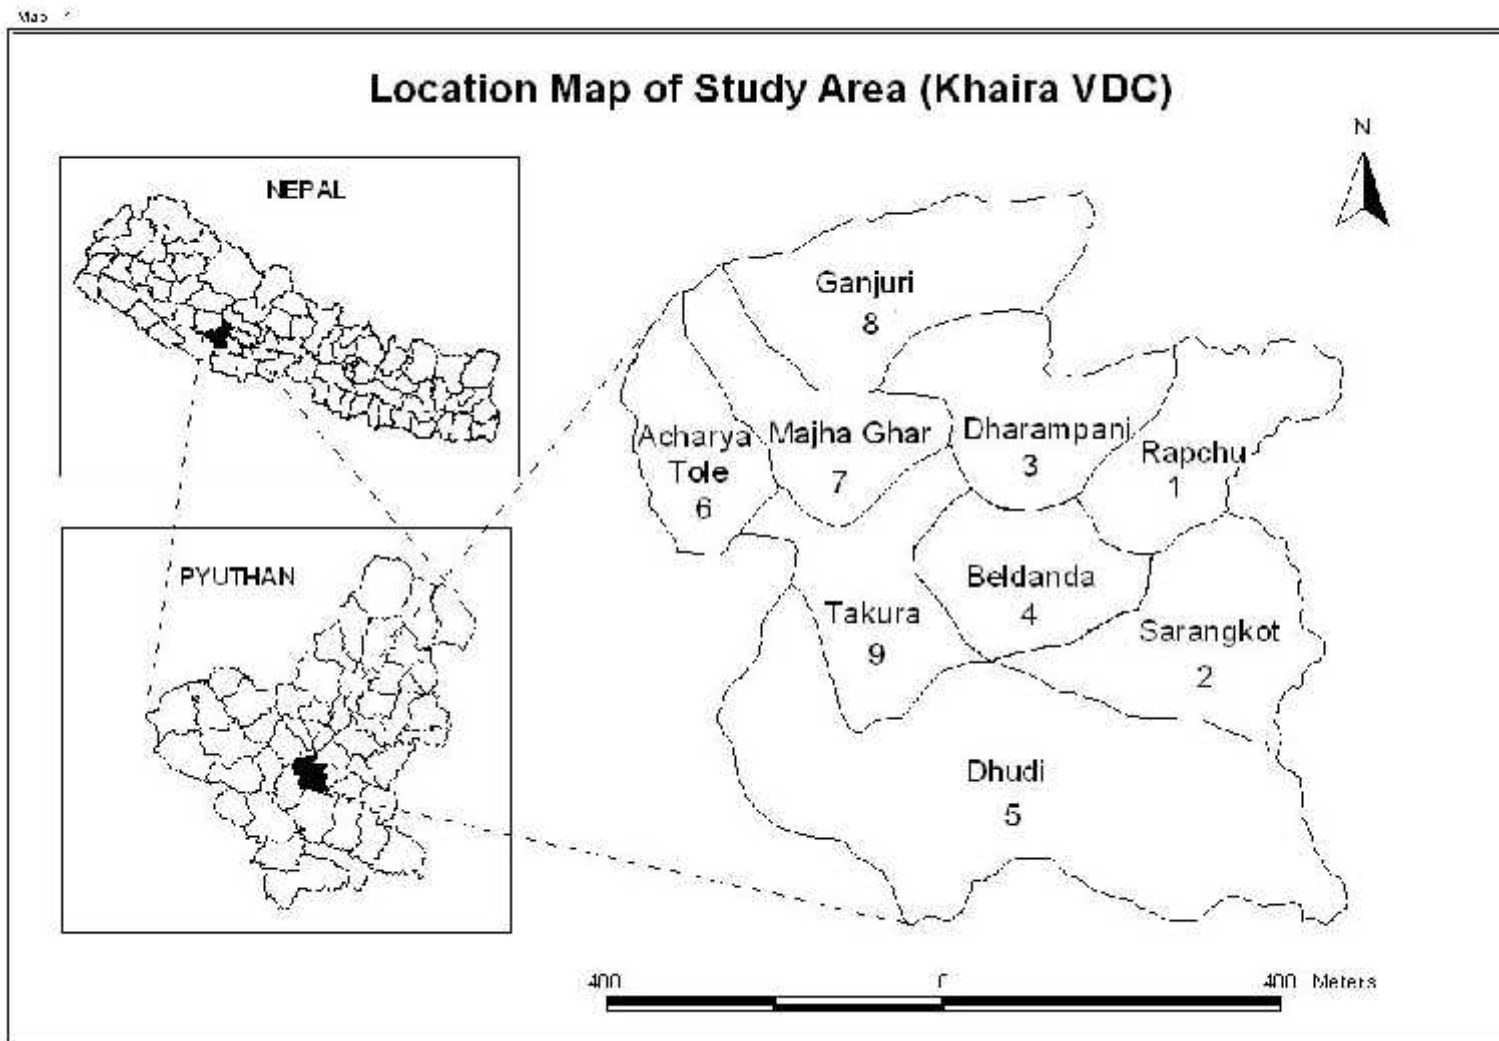 Map
Location Map of Study Area (Khaira VDC)
N
NEPAL
PYUTHAN
Ganjuri
8
Acharya
Tole
6
Majha Ghar
7
Dharampani
3
Rapchu
1
Beldanda
4
Takura
9
Sarangkot
2
Dhudi
5
400 0 400 Meters